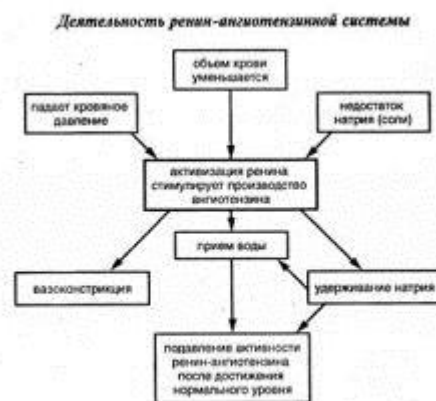 Деятельность ренин-ангиотензинной системы
объем крови
уменьшается
падает кровяное
давление
недостаток
натрия (соли)
активизация ренина
стимулирует производство
ангиотензина
прием воды
вазоконстрикция
удерживание натрия
подавление активности
ренин-ангиотензина
после достижения
нормального уровня